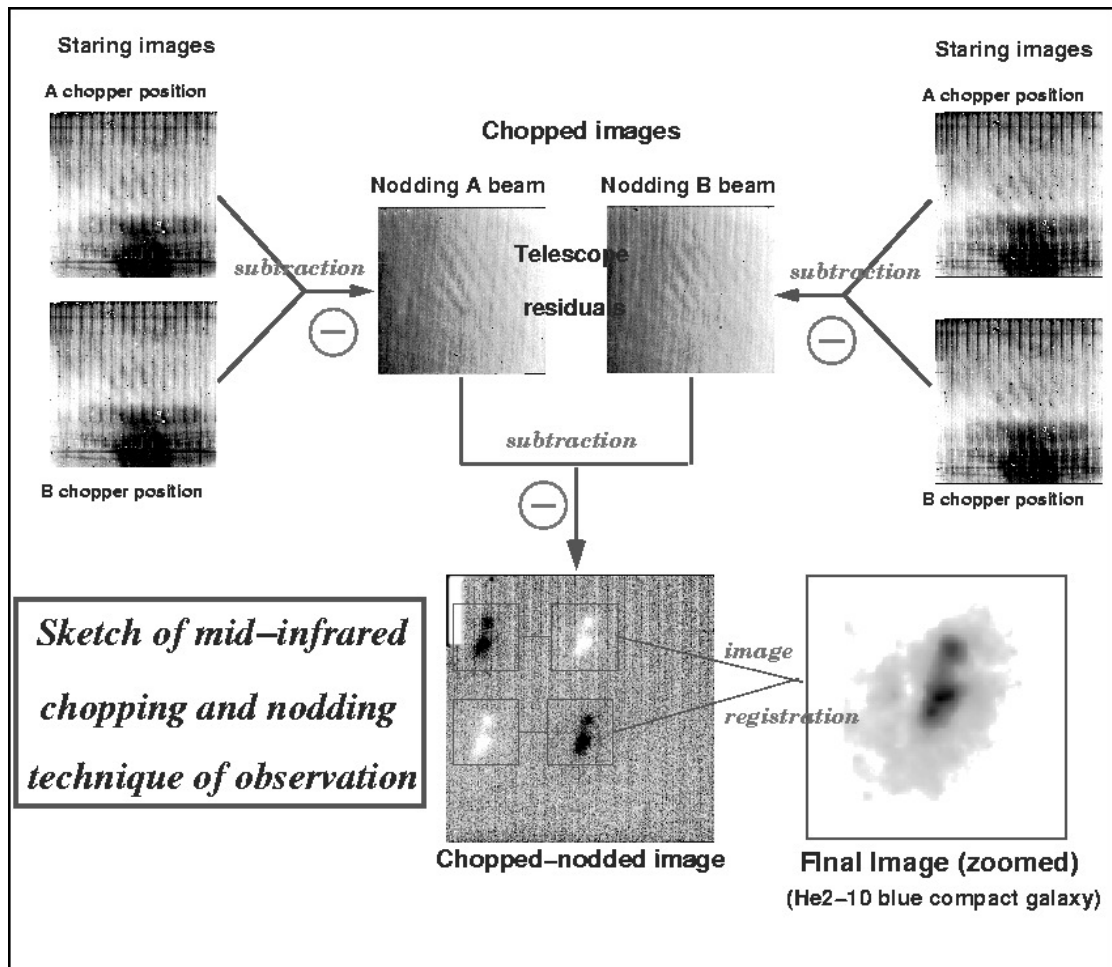 Staring images
A chopper position
B chopper position
Chopped images
Nodding A beam
Nodding B beam
Telescope
residuals
subtraction
subtraction
Staring images
A chopper position
B chopper position
subtraction
Sketch of mid–infrared
chopping and nodding
technique of observation
image
registration
Chopped–nodded image
Final Image (zoomed)
(He2–10 blue compact galaxy)